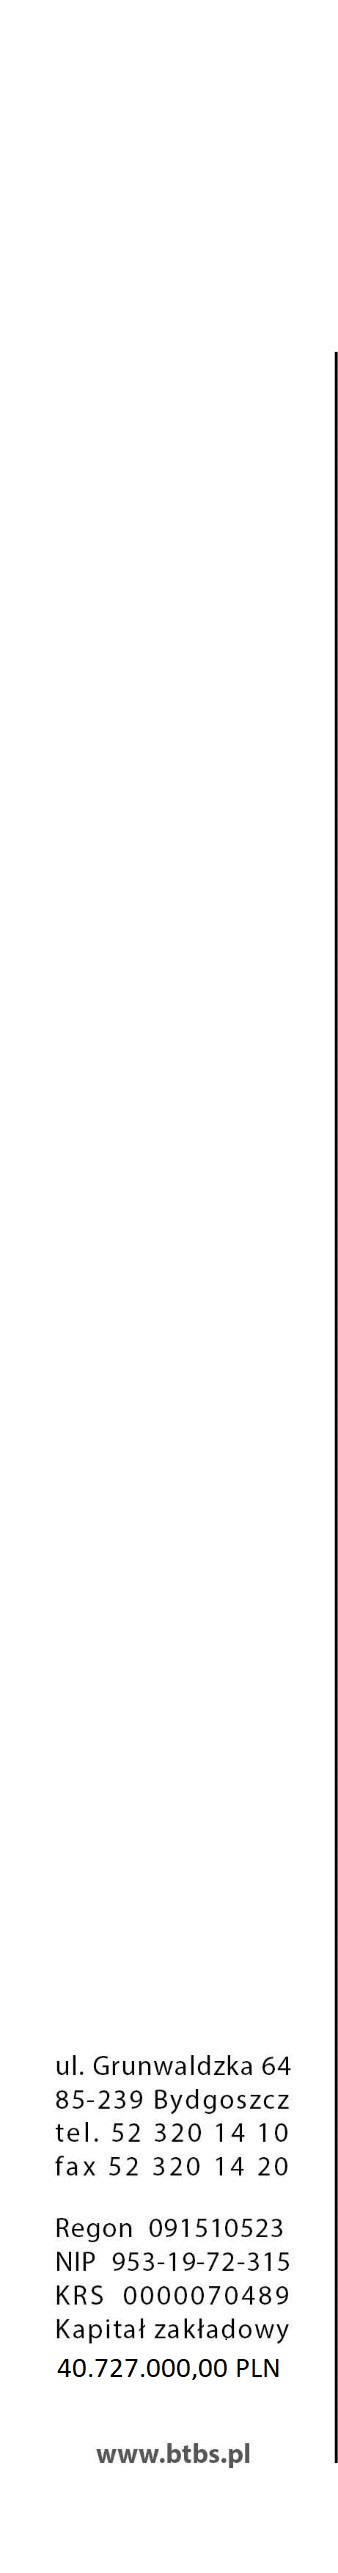 ul. Grunwaldzka 64
85-239 Bydgoszcz
tel. 52 320 14 10
fax 52 320 14 20
Regon 091510523
NIP 953-19-72-315
KRS 0000070489
Kapitał zakładowy
40.727.000,00 PLN
www.btbs.pl